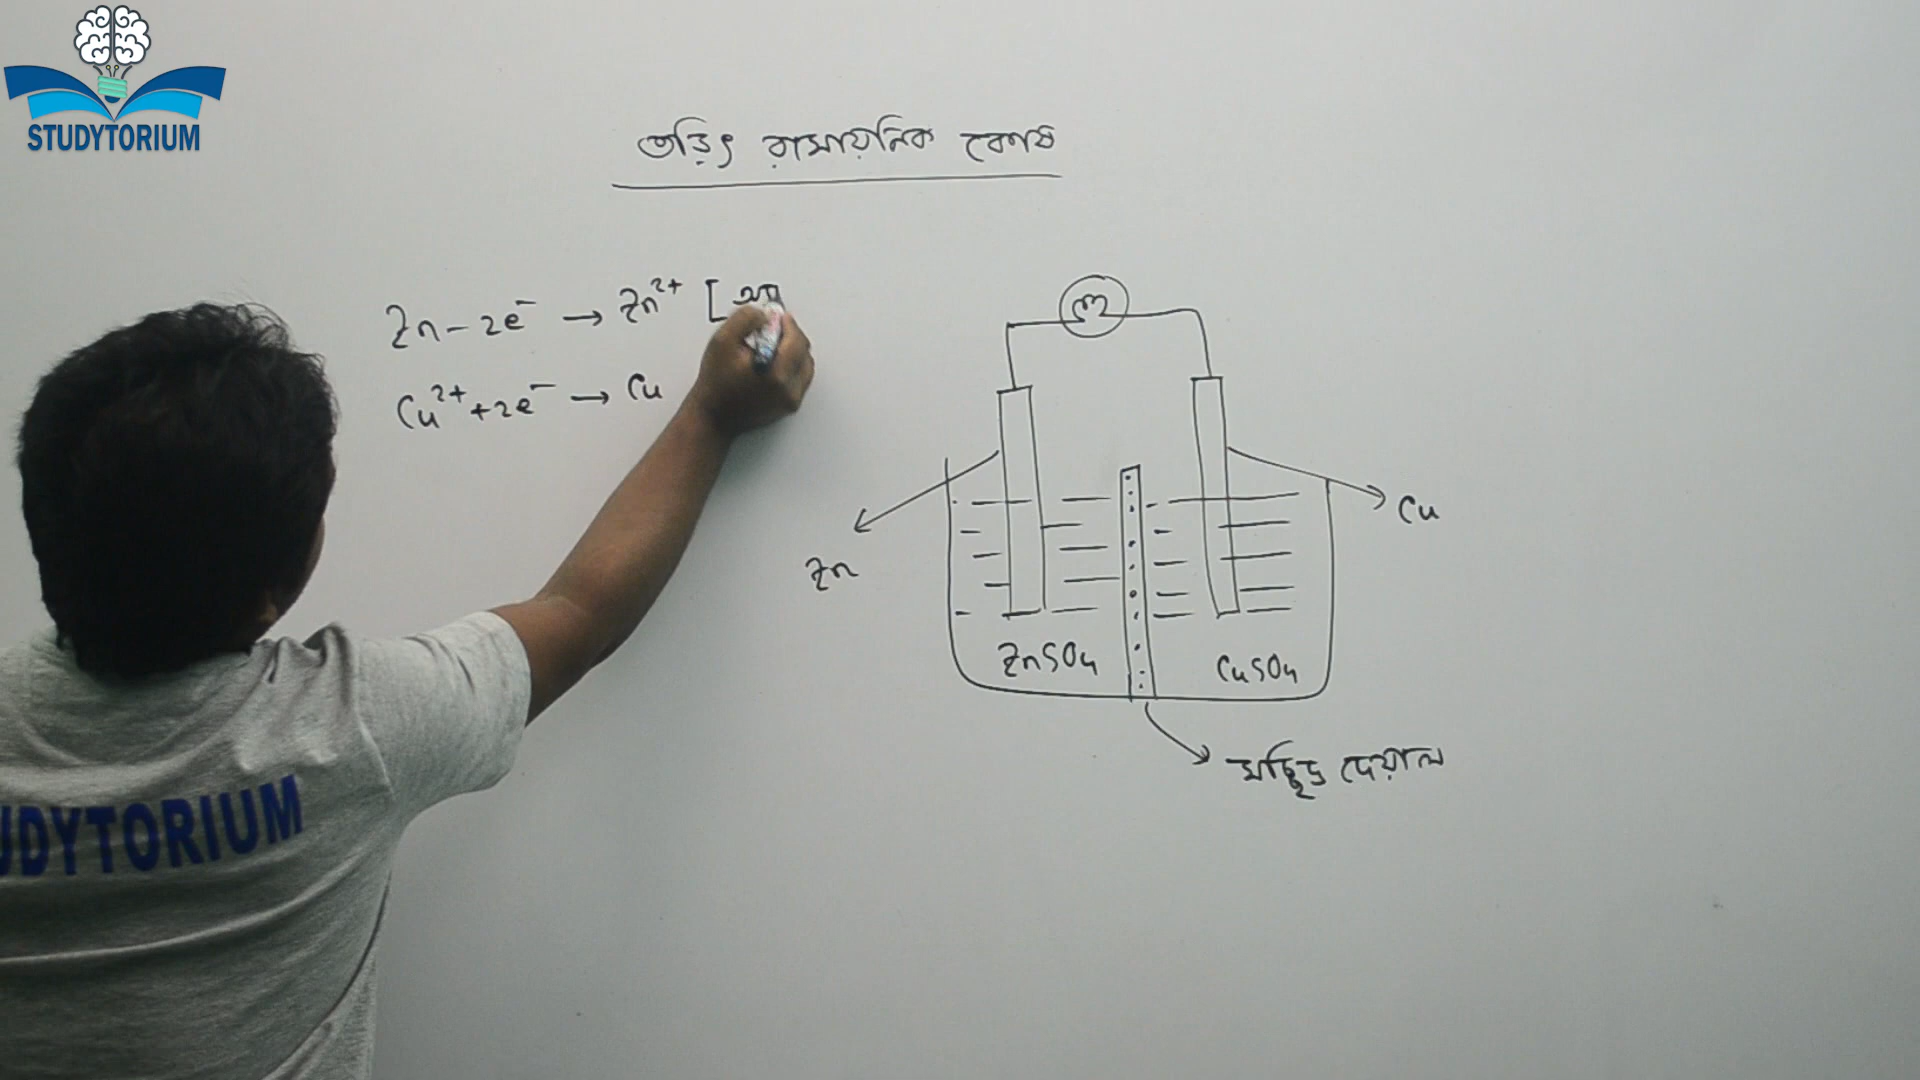 STUDYTORIUM
তড়িৎ রাসায়নিক কোষ
Zn – 2e⁻ → Zn²⁺ [
Cu²⁺ + 2e⁻ → Cu
Zn
Cu
ZnSO₄
CuSO₄
সছিদ্র দেয়াল
UDYTORIUM